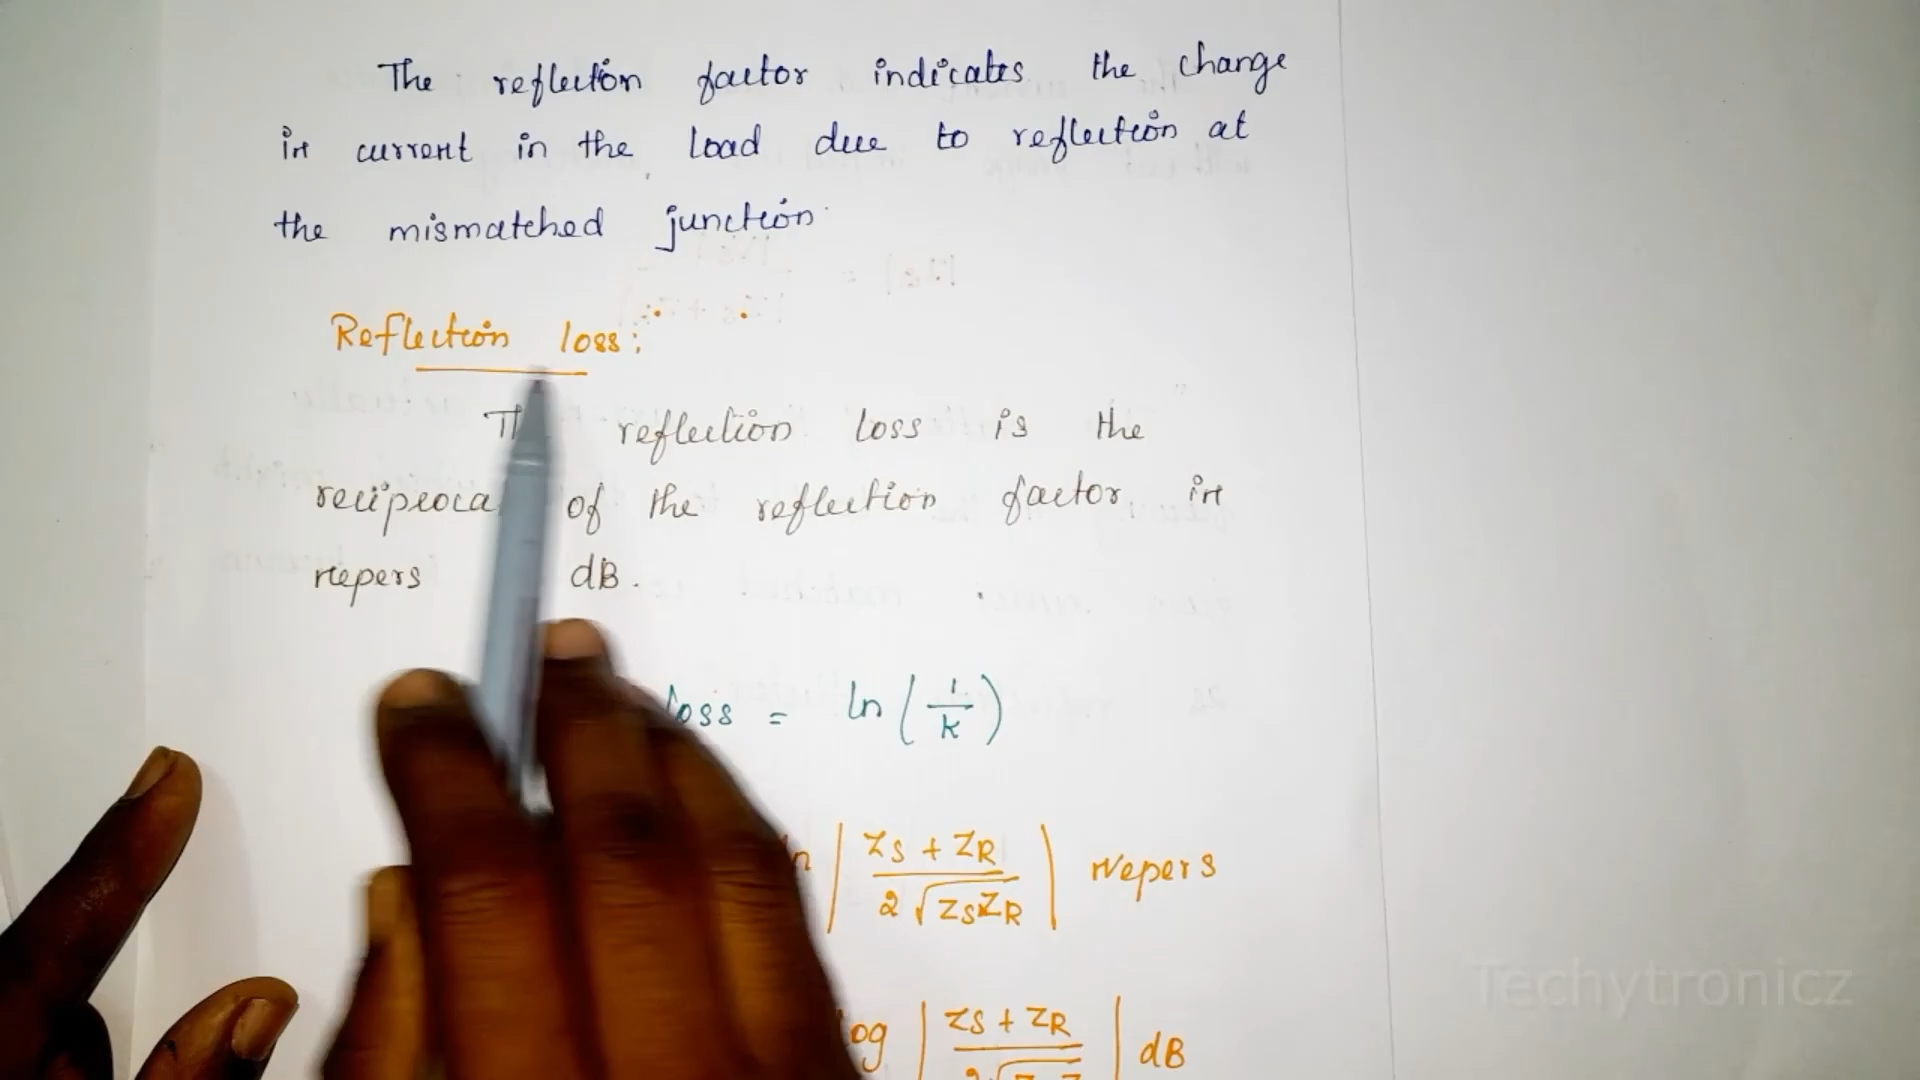 The reflection factor indicates the change
in current in the load due to reflection at
the mismatched junction.
Reflection loss:
reflection loss is the
of the reflection factor in
nepers dB.
loss = ln (1/k)
|ZS + ZR / 2√ZSZR| Nepers
log |ZS + ZR / | dB
Techytronicz